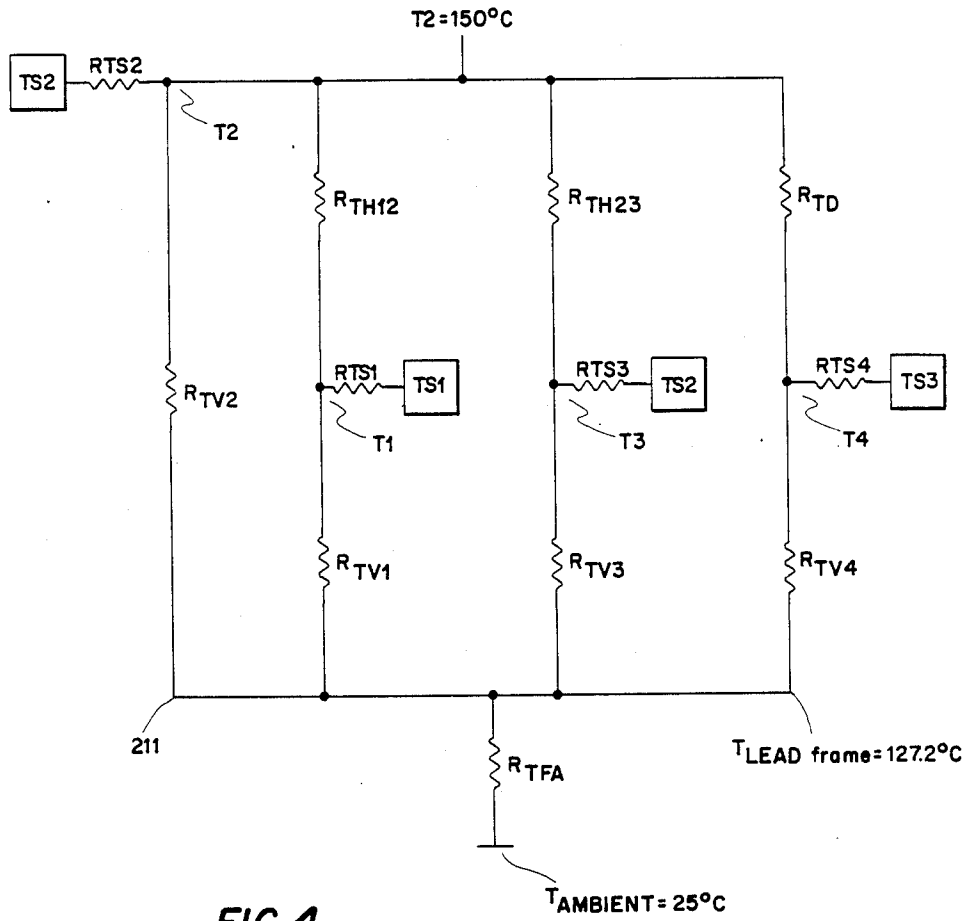 T2=150°C
TS2
RTS2
T2
RTH12
RTH23
RTD
RTV2
RTS1
TS1
RTS3
TS2
RTS4
TS3
T1
T3
T4
RTV1
RTV3
RTV4
211
TLEAD frame=127.2°C
RTFA
TAMBIENT=25°C
FIG. 4